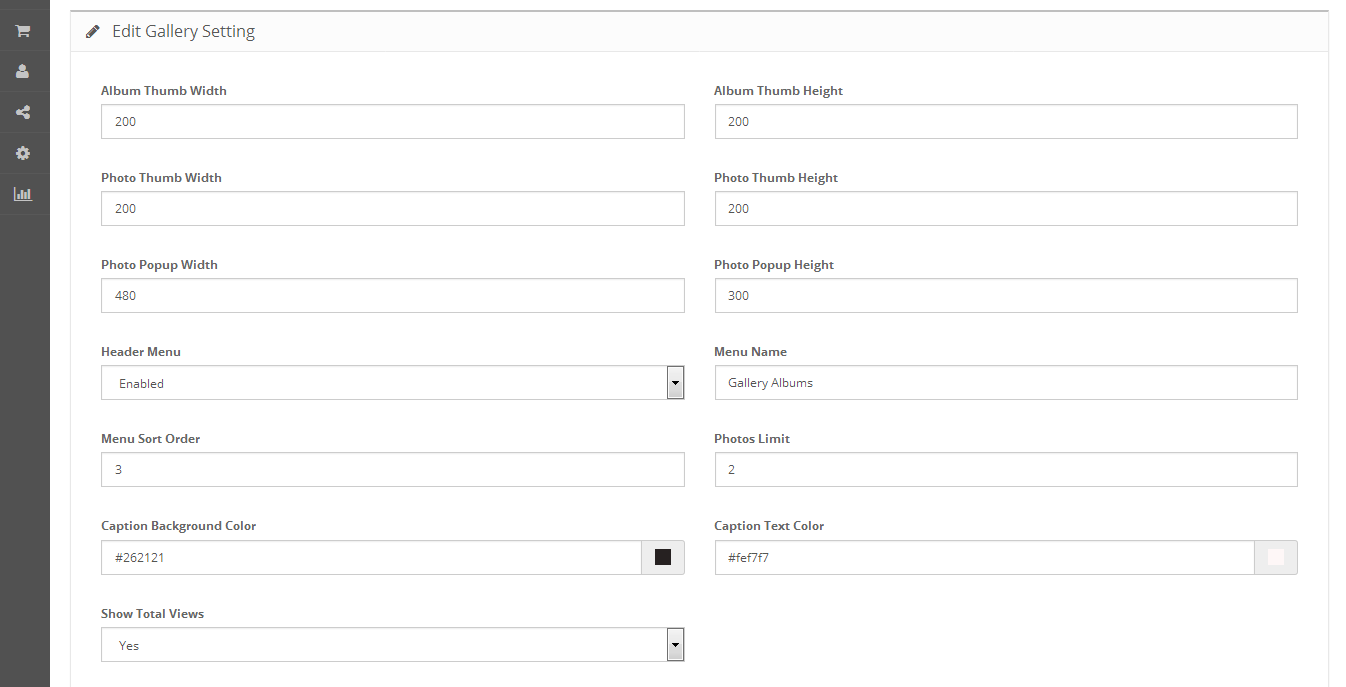 Edit Gallery Setting
Album Thumb Width
Album Thumb Height
200
200
Photo Thumb Width
Photo Thumb Height
200
200
Photo Popup Width
Photo Popup Height
480
300
Header Menu
Menu Name
Enabled
Gallery Albums
Menu Sort Order
Photos Limit
3
2
Caption Background Color
Caption Text Color
#262121
#fef7f7
Show Total Views
Yes